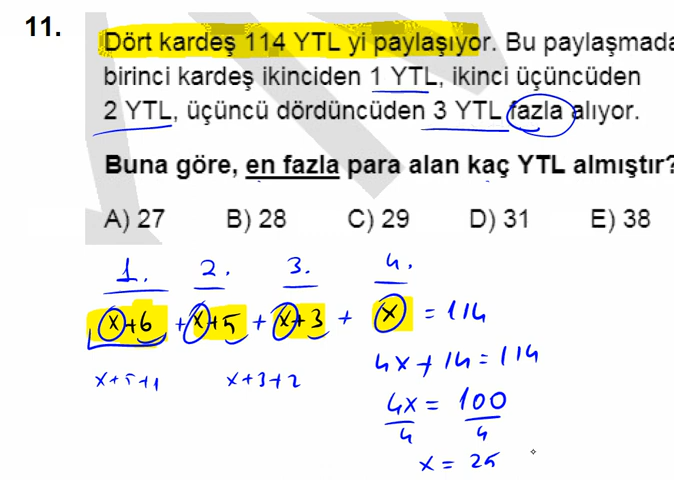 11.
Dört kardeş 114 YTL yi paylaşıyor. Bu paylaşmada
birinci kardeş ikinciden 1 YTL, ikinci üçüncüden
2 YTL, üçüncü dördüncüden 3 YTL fazla alıyor.
Buna göre, en fazla para alan kaç YTL almıştır?
A) 27 B) 28 C) 29 D) 31 E) 38
1. 2. 3. 4.
x+6 + x+5 + x+3 + x = 114
x+5+1 x+3+2 4x + 14 = 114
4x = 100
4 4
x = 25